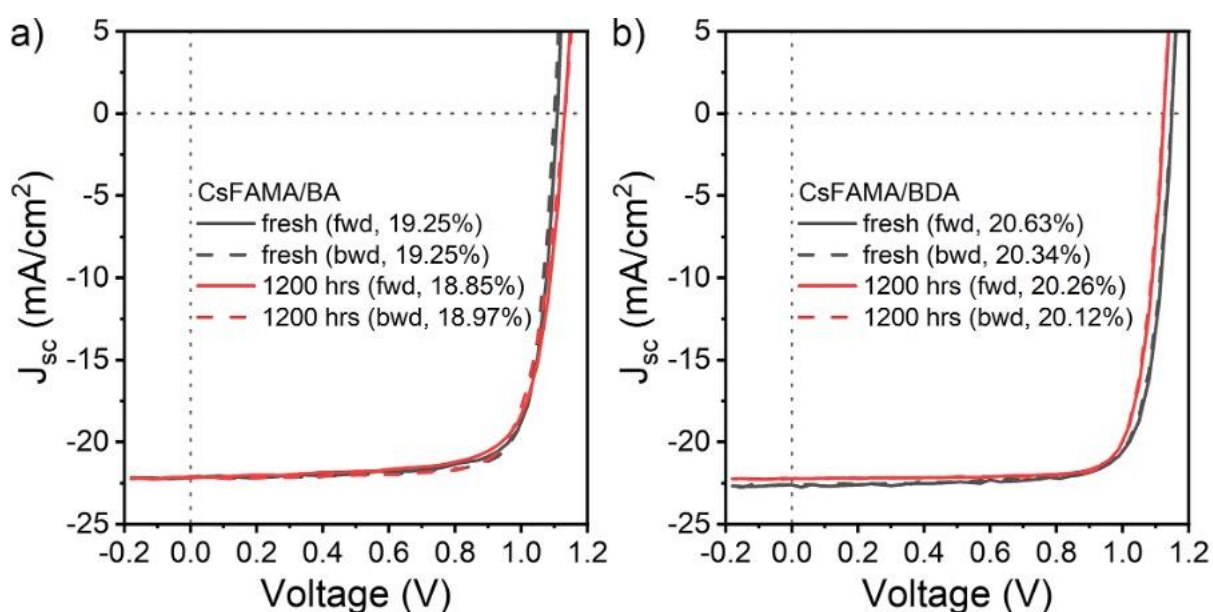 a)
5
0
-5
-10
-15
-20
-25
J_sc (mA/cm²)
CsFAMA/BA
fresh (fwd, 19.25%)
fresh (bwd, 19.25%)
1200 hrs (fwd, 18.85%)
1200 hrs (bwd, 18.97%)
-0.2 0.0 0.2 0.4 0.6 0.8 1.0 1.2
Voltage (V)
b)
5
0
-5
-10
-15
-20
-25
J_sc (mA/cm²)
CsFAMA/BDA
fresh (fwd, 20.63%)
fresh (bwd, 20.34%)
1200 hrs (fwd, 20.26%)
1200 hrs (bwd, 20.12%)
-0.2 0.0 0.2 0.4 0.6 0.8 1.0 1.2
Voltage (V)